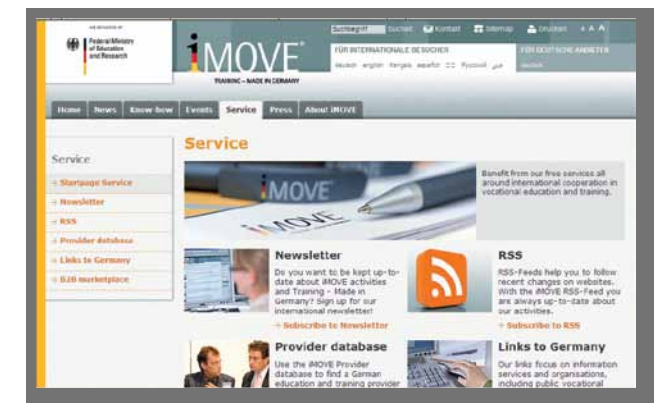 AN INITIATIVE OF
Federal Ministry
of Education
and Research
iMOVE
TRAINING – MADE IN GERMANY
Suchbegriff suchen Kontakt Sitemap Drucken A A A
FÜR INTERNATIONALE BESUCHER
deutsch english français español 中文 Русский عربي
FÜR DEUTSCHE ANBIETER
deutsch
Home News Know-how Events Service Press About iMOVE
Service
Startpage Service
Newsletter
RSS
Provider database
Links to Germany
B2B marketplace
Service
iMOVE
iMOVE
Benefit from our free services all
around international cooperation in
vocational education and training.
Newsletter
Do you want to be kept up-to-
date about iMOVE activities
and Training – Made in
Germany? Sign up for our
international newsletter!
Subscribe to Newsletter
RSS
RSS-Feeds help you to follow
recent changes on websites.
With the iMOVE RSS-Feed you
are always up-to-date about
our activities.
Subscribe to RSS
Provider database
Use the iMOVE Provider
database to find a German
education and training provider
Links to Germany
Our links focus on information
services and organisations,
including public vocational